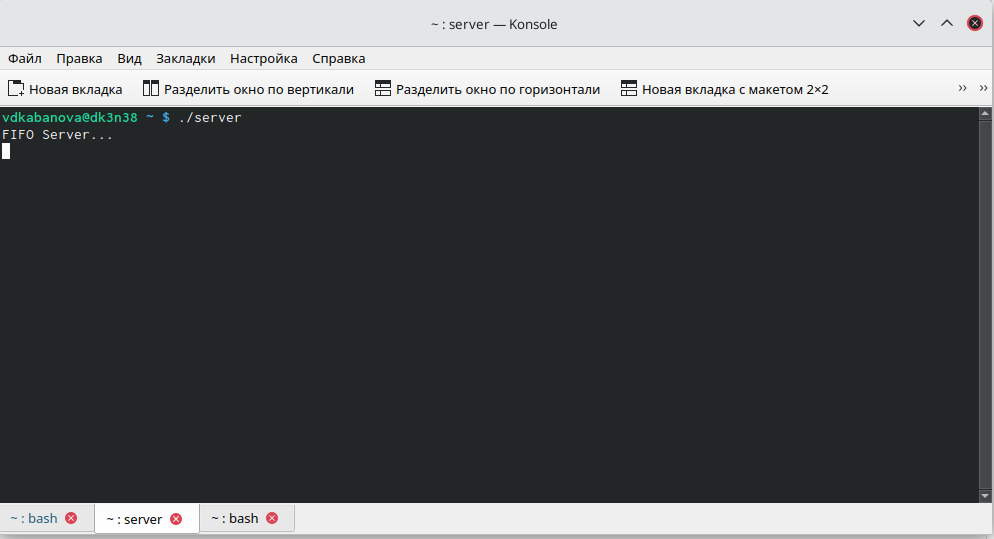 ~ : server — Konsole
Файл Правка Вид Закладки Настройка Справка
Новая вкладка Разделить окно по вертикали Разделить окно по горизонтали Новая вкладка с макетом 2×2 ›› ››
vdkabanova@dk3n38 ~ $ ./server
FIFO Server...
~ : bash ~ : server ~ : bash